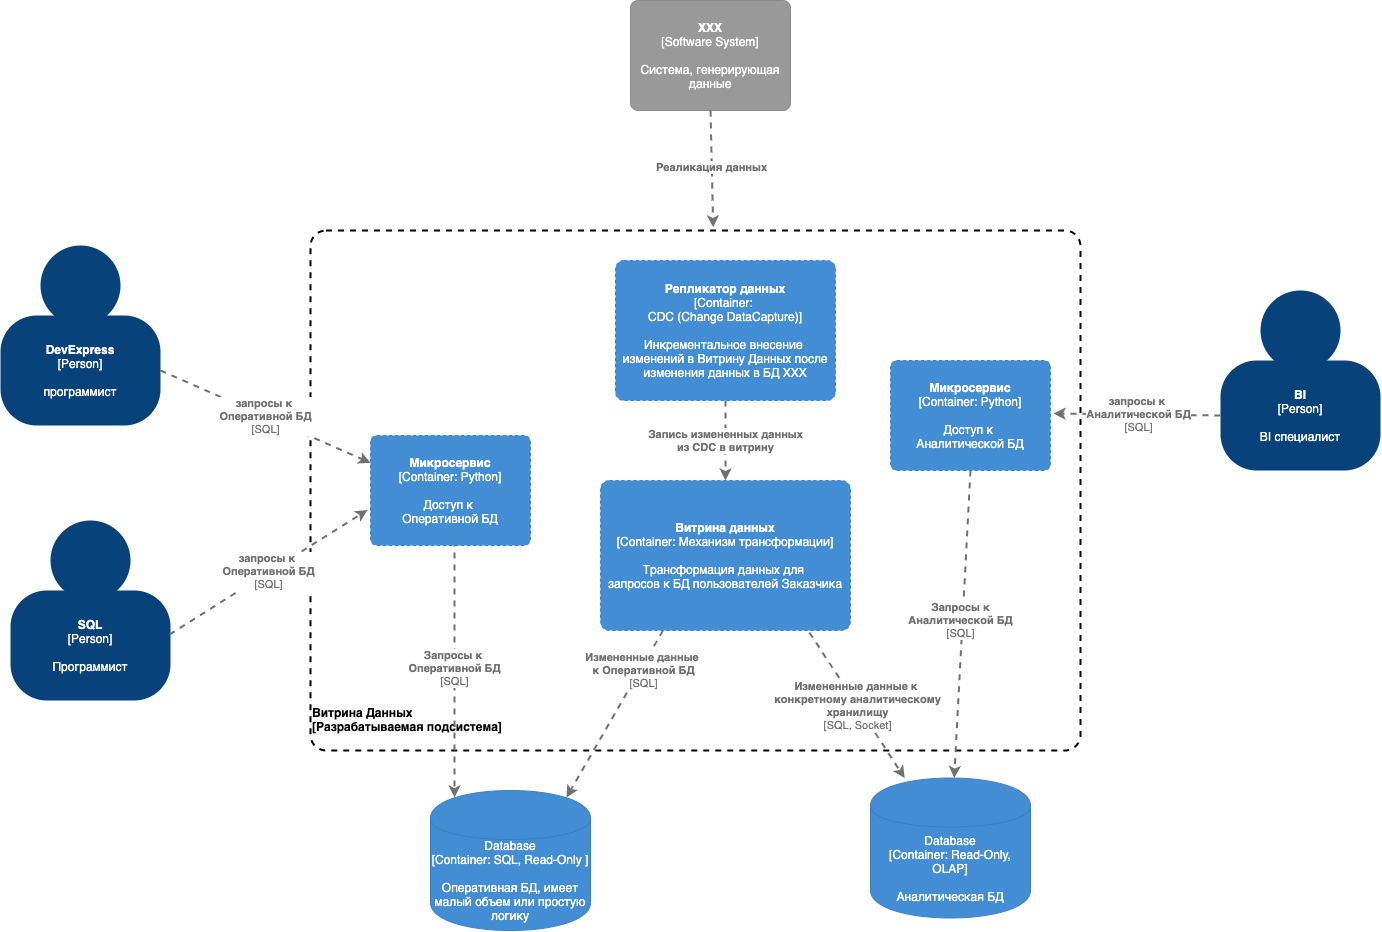 XXX
[Software System]
Система, генерирующая
данные
Реаликация данных
DevExpress
[Person]
программист
запросы к
Оперативной БД
[SQL]
SQL
[Person]
Программист
запросы к
Оперативной БД
[SQL]
Репликатор данных
[Container:
CDC (Change DataCapture)]
Инкрементальное внесение
изменений в Витрину Данных после
изменения данных в БД XXX
Запись измененных данных
из CDC в витрину
Микросервис
[Container: Python]
Доступ к
Оперативной БД
Витрина данных
[Container: Механизм трансформации]
Трансформация данных для
запросов к БД пользователей Заказчика
Микросервис
[Container: Python]
Доступ к
Аналитической БД
запросы к
Аналитической БД
[SQL]
BI
[Person]
BI специалист
Запросы к
Оперативной БД
[SQL]
Измененные данные
к Оперативной БД
[SQL]
Измененные данные к
конкретному аналитическому
хранилищу
[SQL, Socket]
Запросы к
Аналитической БД
[SQL]
Витрина Данных
[Разрабатываемая подсистема]
Database
[Container: SQL, Read-Only ]
Оперативная БД, имеет
малый объем или простую
логику
Database
[Container: Read-Only,
OLAP]
Аналитическая БД